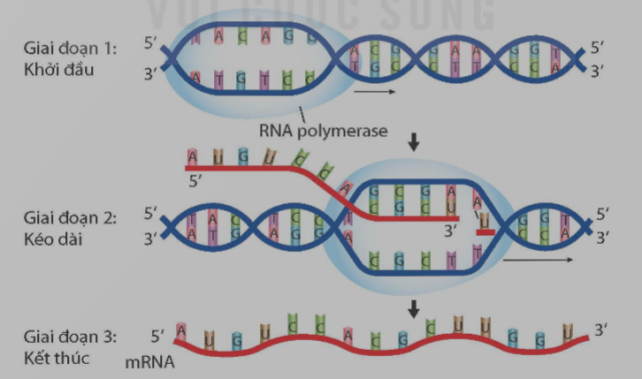 Giai đoạn 1:
Khởi đầu
5'
3'
T A C A G G A C G G A A G G T
A T G T C C T G C C T T C C A
5'
3'
RNA polymerase
A U G U C C A
5'
Giai đoạn 2:
Kéo dài
5'
3'
G C G A A
G C U
U
3'
C G C T T
5'
3'
Giai đoạn 3:
Kết thúc
5'
A U G U C C A C G C U U G G U
3'
mRNA